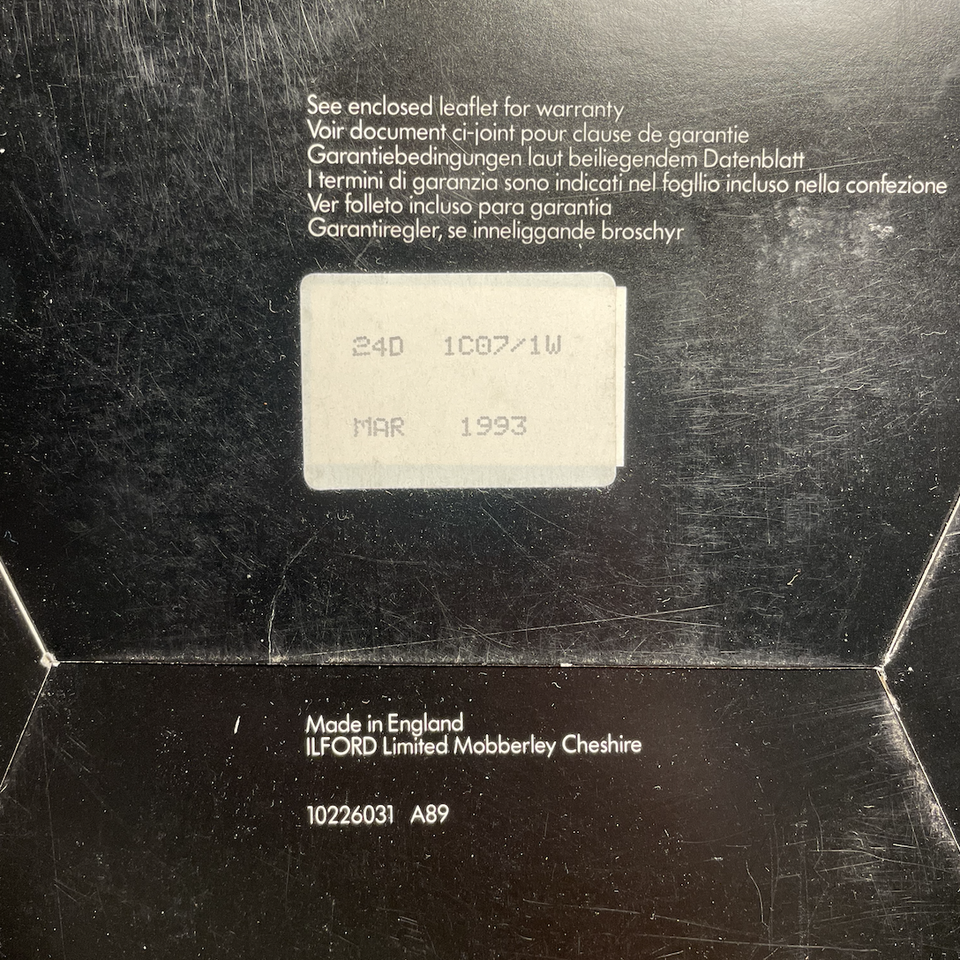 See enclosed leaflet for warranty
Voir document ci-joint pour clause de garantie
Garantiebedingungen laut beiliegendem Datenblatt
I termini di garanzia sono indicati nel fogllio incluso nella confezione
Ver folleto incluso para garantia
Garantiregler, se inneliggande broschyr
24D 1C07/1W
MAR 1993
Made in England
ILFORD Limited Mobberley Cheshire
10226031 A89